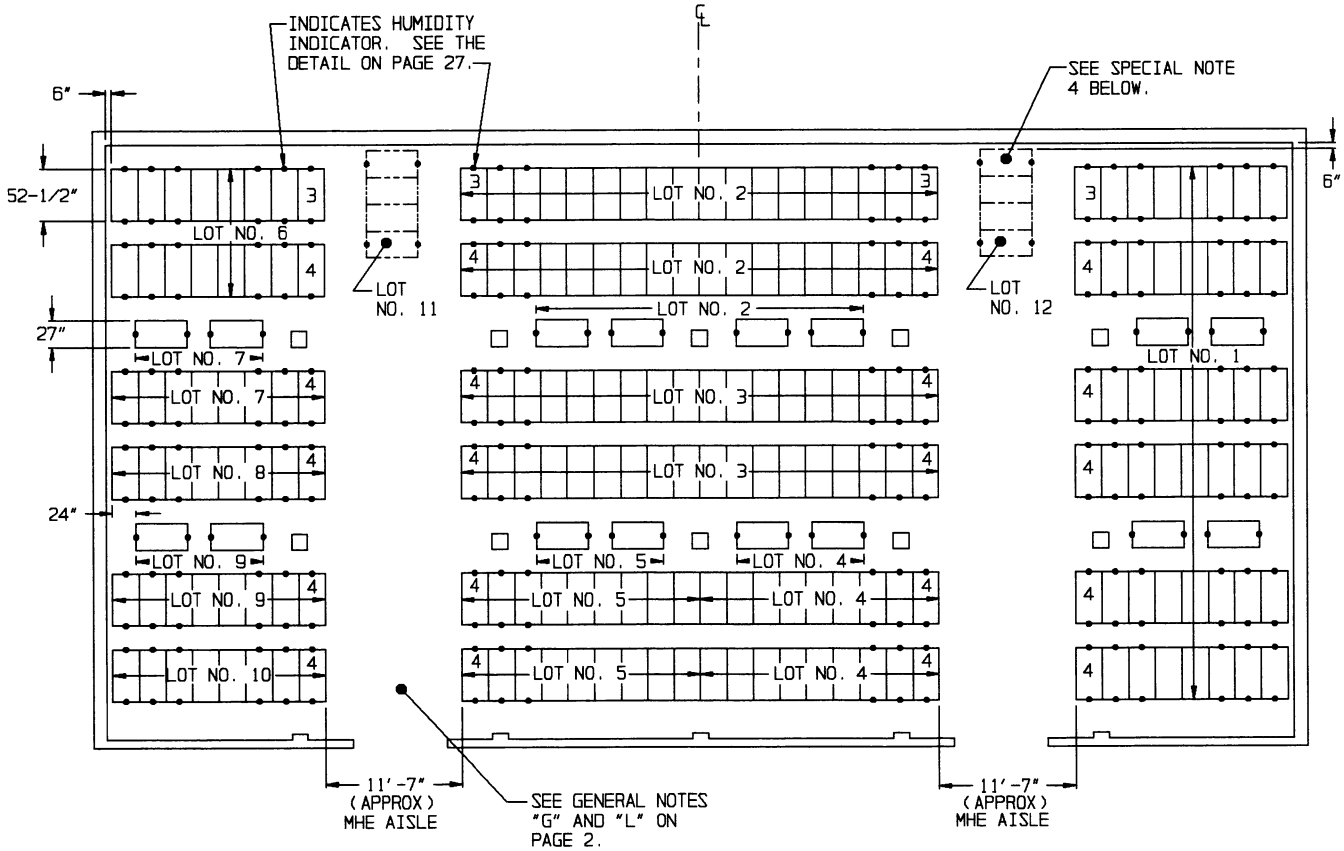 ℄
INDICATES HUMIDITY
INDICATOR. SEE THE
DETAIL ON PAGE 27.
SEE SPECIAL NOTE
4 BELOW.
6"
6"
52-1/2"
3
LOT NO. 6
4
3
LOT NO. 2
3
4
LOT NO. 2
4
LOT NO. 2
LOT
NO. 11
LOT
NO. 12
3
4
27"
LOT NO. 7
LOT NO. 1
LOT NO. 7
4
4
LOT NO. 3
4
4
LOT NO. 8
4
4
LOT NO. 3
4
4
24"
LOT NO. 9
LOT NO. 5
LOT NO. 4
LOT NO. 9
4
4
LOT NO. 5
LOT NO. 4
4
4
LOT NO. 10
4
4
LOT NO. 5
LOT NO. 4
4
4
11'-7"
(APPROX)
MHE AISLE
SEE GENERAL NOTES
"G" AND "L" ON
PAGE 2.
11'-7"
(APPROX)
MHE AISLE